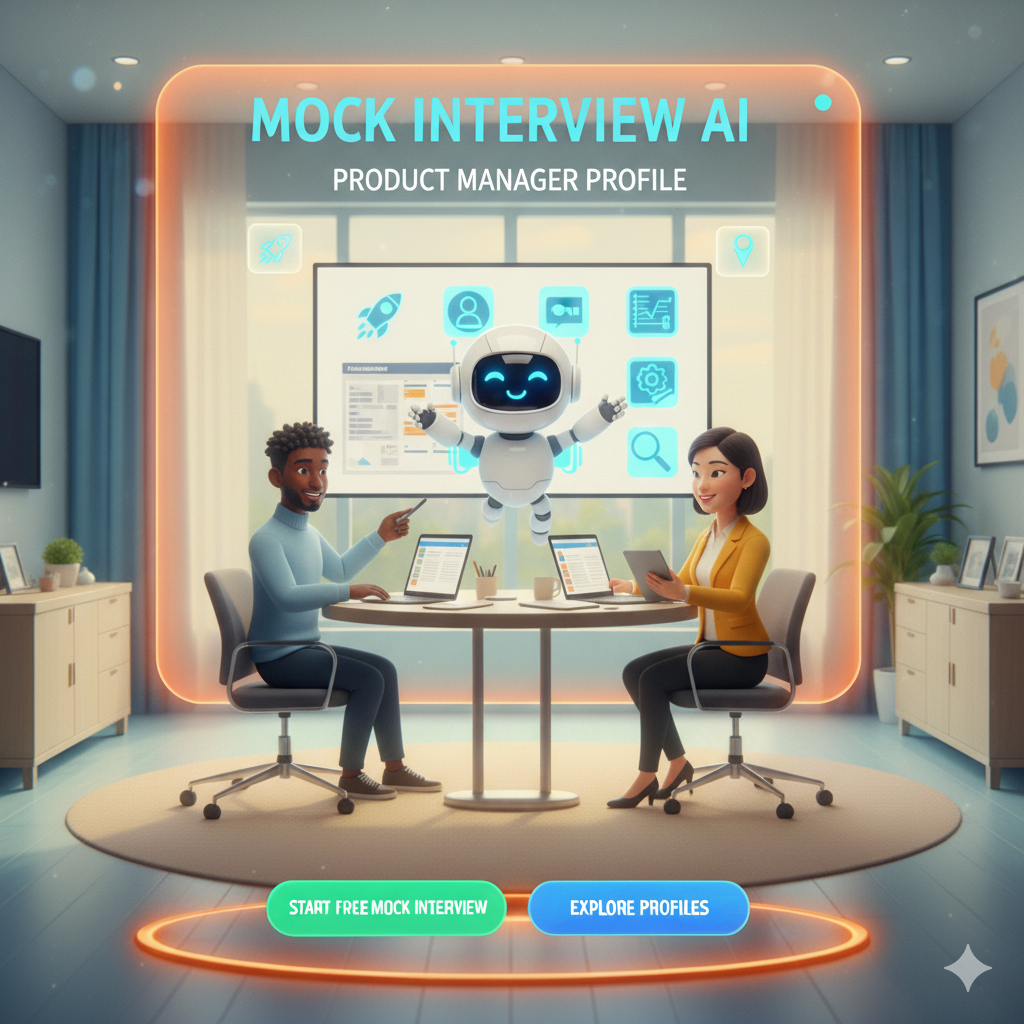 MOCK INTERVIEW AI
PRODUCT MANAGER PROFILE
START FREE MOCK INTERVIEW
EXPLORE PROFILES